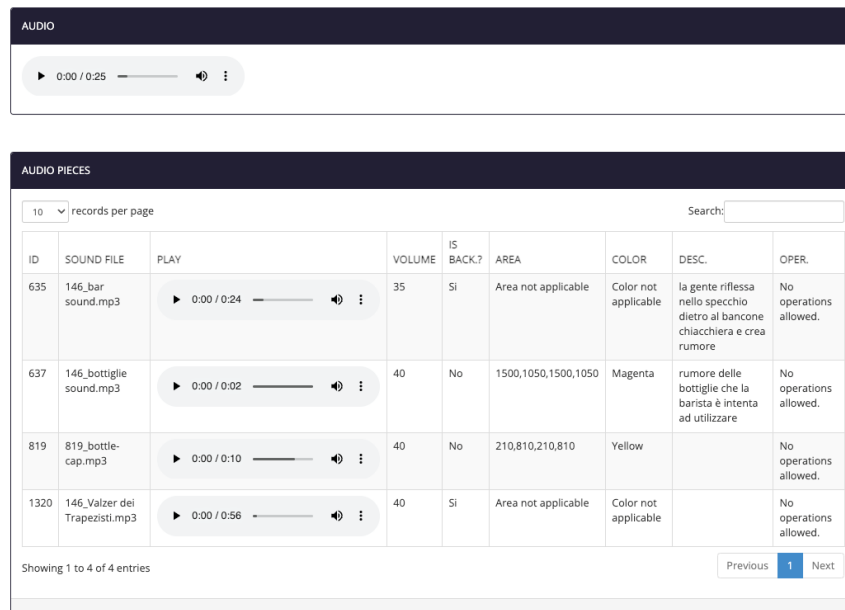 AUDIO
0:00 / 0:25
AUDIO PIECES
10 records per page
Search:
ID SOUND FILE PLAY VOLUME IS BACK.? AREA COLOR DESC. OPER.
635 146_bar sound.mp3 0:00 / 0:24 35 Si Area not applicable Color not applicable la gente riflessa nello specchio dietro al bancone chiacchiera e crea rumore No operations allowed.
637 146_bottiglie sound.mp3 0:00 / 0:02 40 No 1500,1050,1500,1050 Magenta rumore delle bottiglie che la barista è intenta ad utilizzare No operations allowed.
819 819_bottle-cap.mp3 0:00 / 0:10 40 No 210,810,210,810 Yellow No operations allowed.
1320 146_Valzer dei Trapezisti.mp3 0:00 / 0:56 40 Si Area not applicable Color not applicable No operations allowed.
Showing 1 to 4 of 4 entries
Previous 1 Next